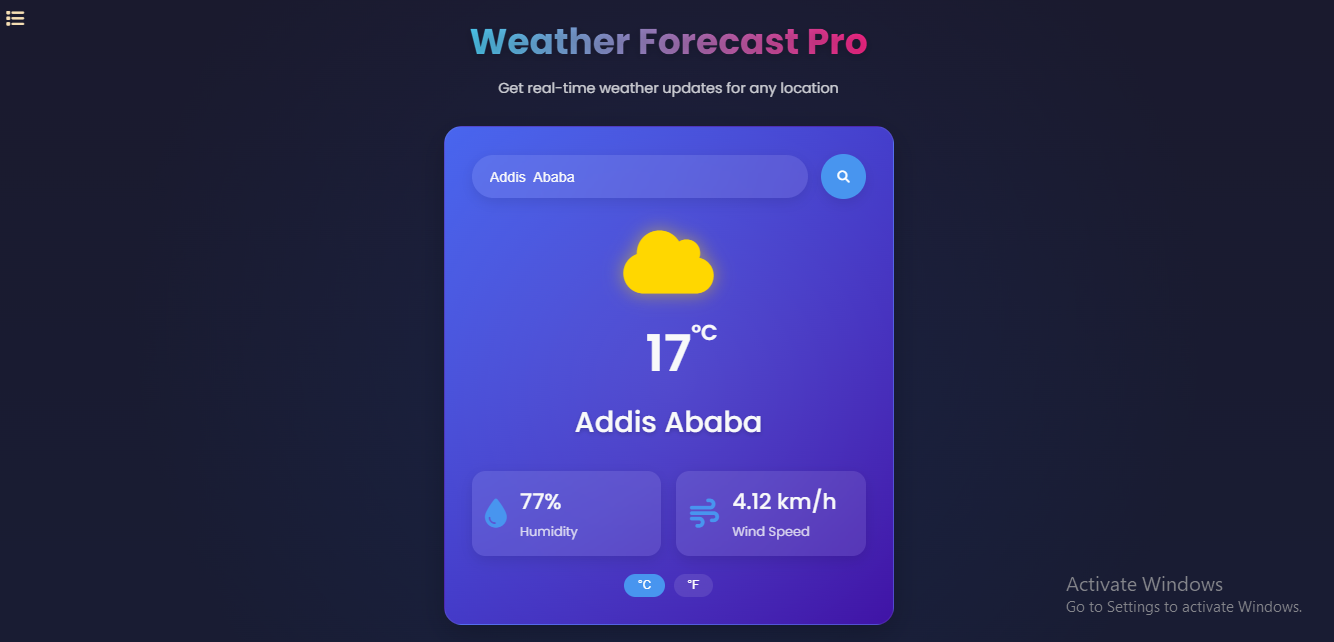 Weather Forecast Pro
Get real-time weather updates for any location
Addis  Ababa
17°C
Addis Ababa
77%
Humidity
4.12 km/h
Wind Speed
°C
°F
Activate Windows
Go to Settings to activate Windows.